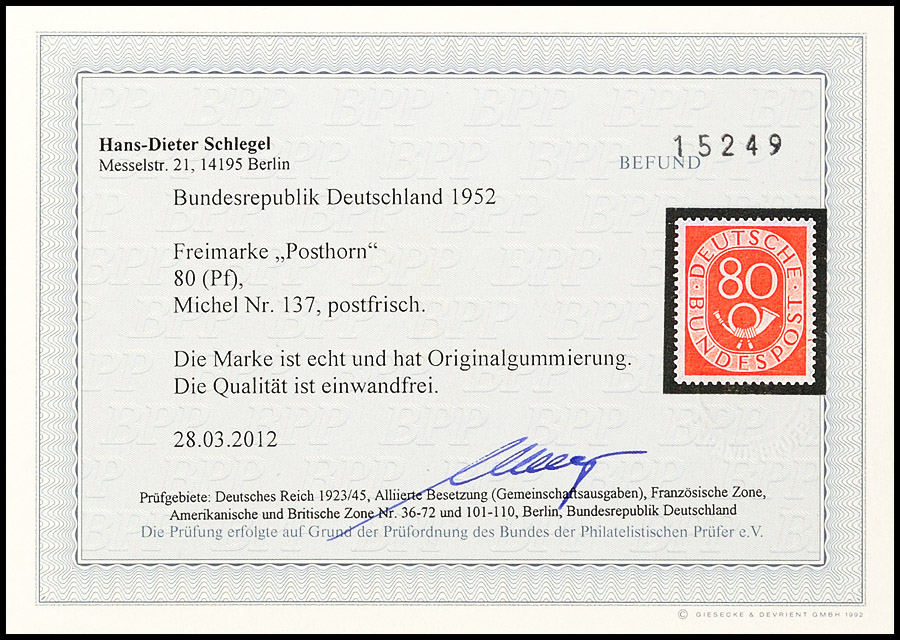 Hans-Dieter Schlegel
Messelstr. 21, 14195 Berlin
BEFUND 15249
Bundesrepublik Deutschland 1952
Freimarke „Posthorn“
80 (Pf),
Michel Nr. 137, postfrisch.
DEUTSCHE
80
BUNDESPOST
Die Marke ist echt und hat Originalgummierung.
Die Qualität ist einwandfrei.
28.03.2012
Prüfgebiete: Deutsches Reich 1923/45, Alliierte Besetzung (Gemeinschaftsausgaben), Französische Zone,
Amerikanische und Britische Zone Nr. 36-72 und 101-110, Berlin, Bundesrepublik Deutschland
Die Prüfung erfolgte auf Grund der Prüfordnung des Bundes der Philatelistischen Prüfer e.V.
© GIESECKE & DEVRIENT GMBH 1992